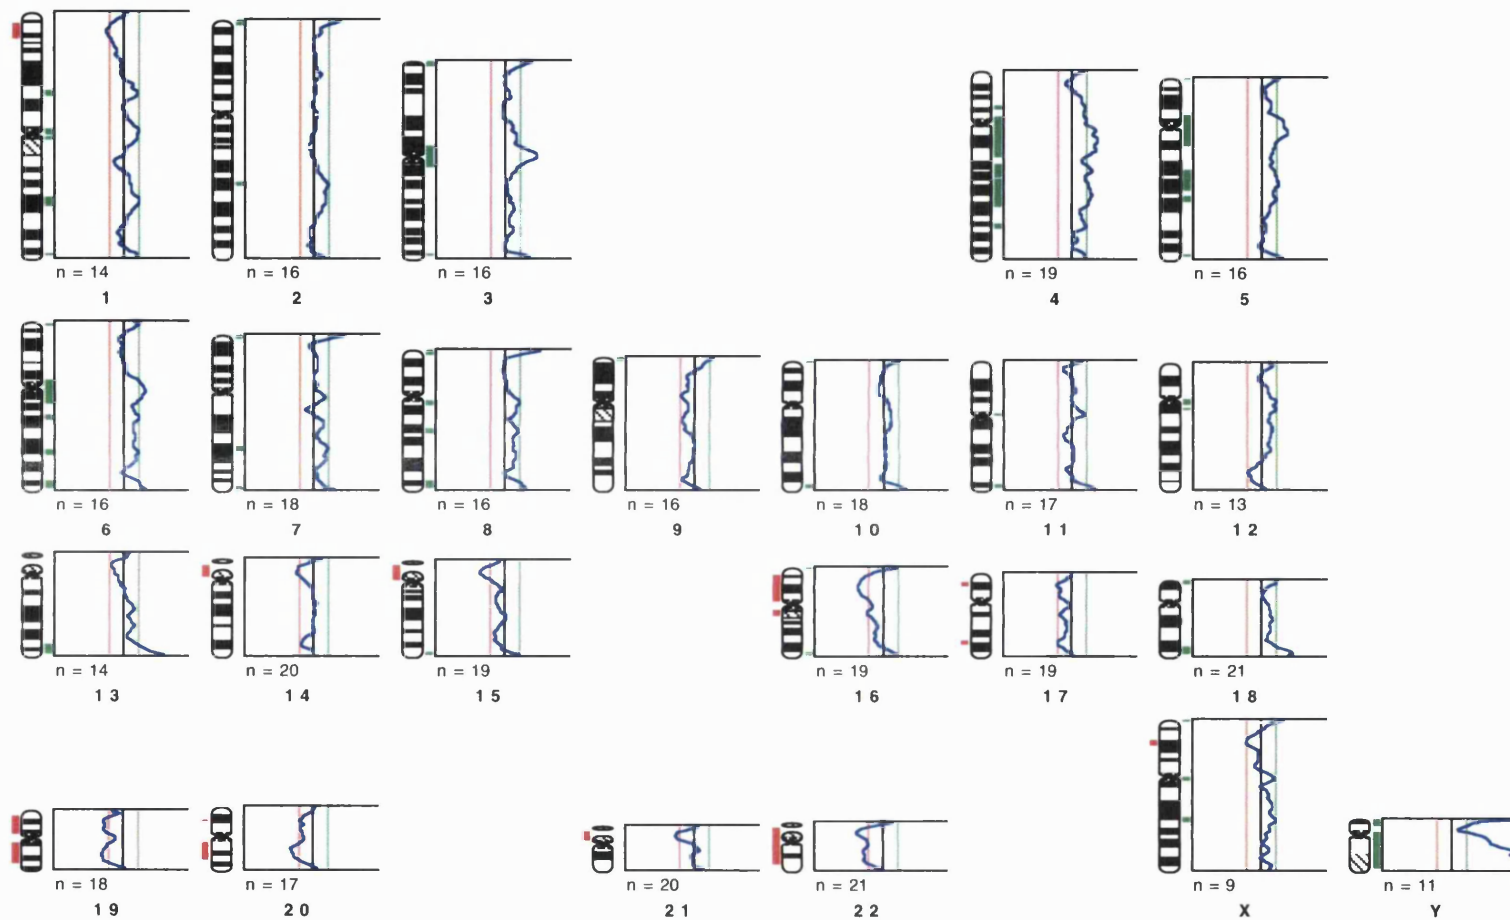 n = 14
n = 16
n = 16
n = 19
n = 16
1
2
3
4
5
n = 16
n = 18
n = 16
n = 16
n = 18
n = 17
n = 13
6
7
8
9
10
11
12
n = 14
n = 20
n = 19
n = 19
n = 19
n = 21
13
14
15
16
17
18
n = 18
n = 17
n = 20
n = 21
n = 9
n = 11
19
20
21
22
X
Y